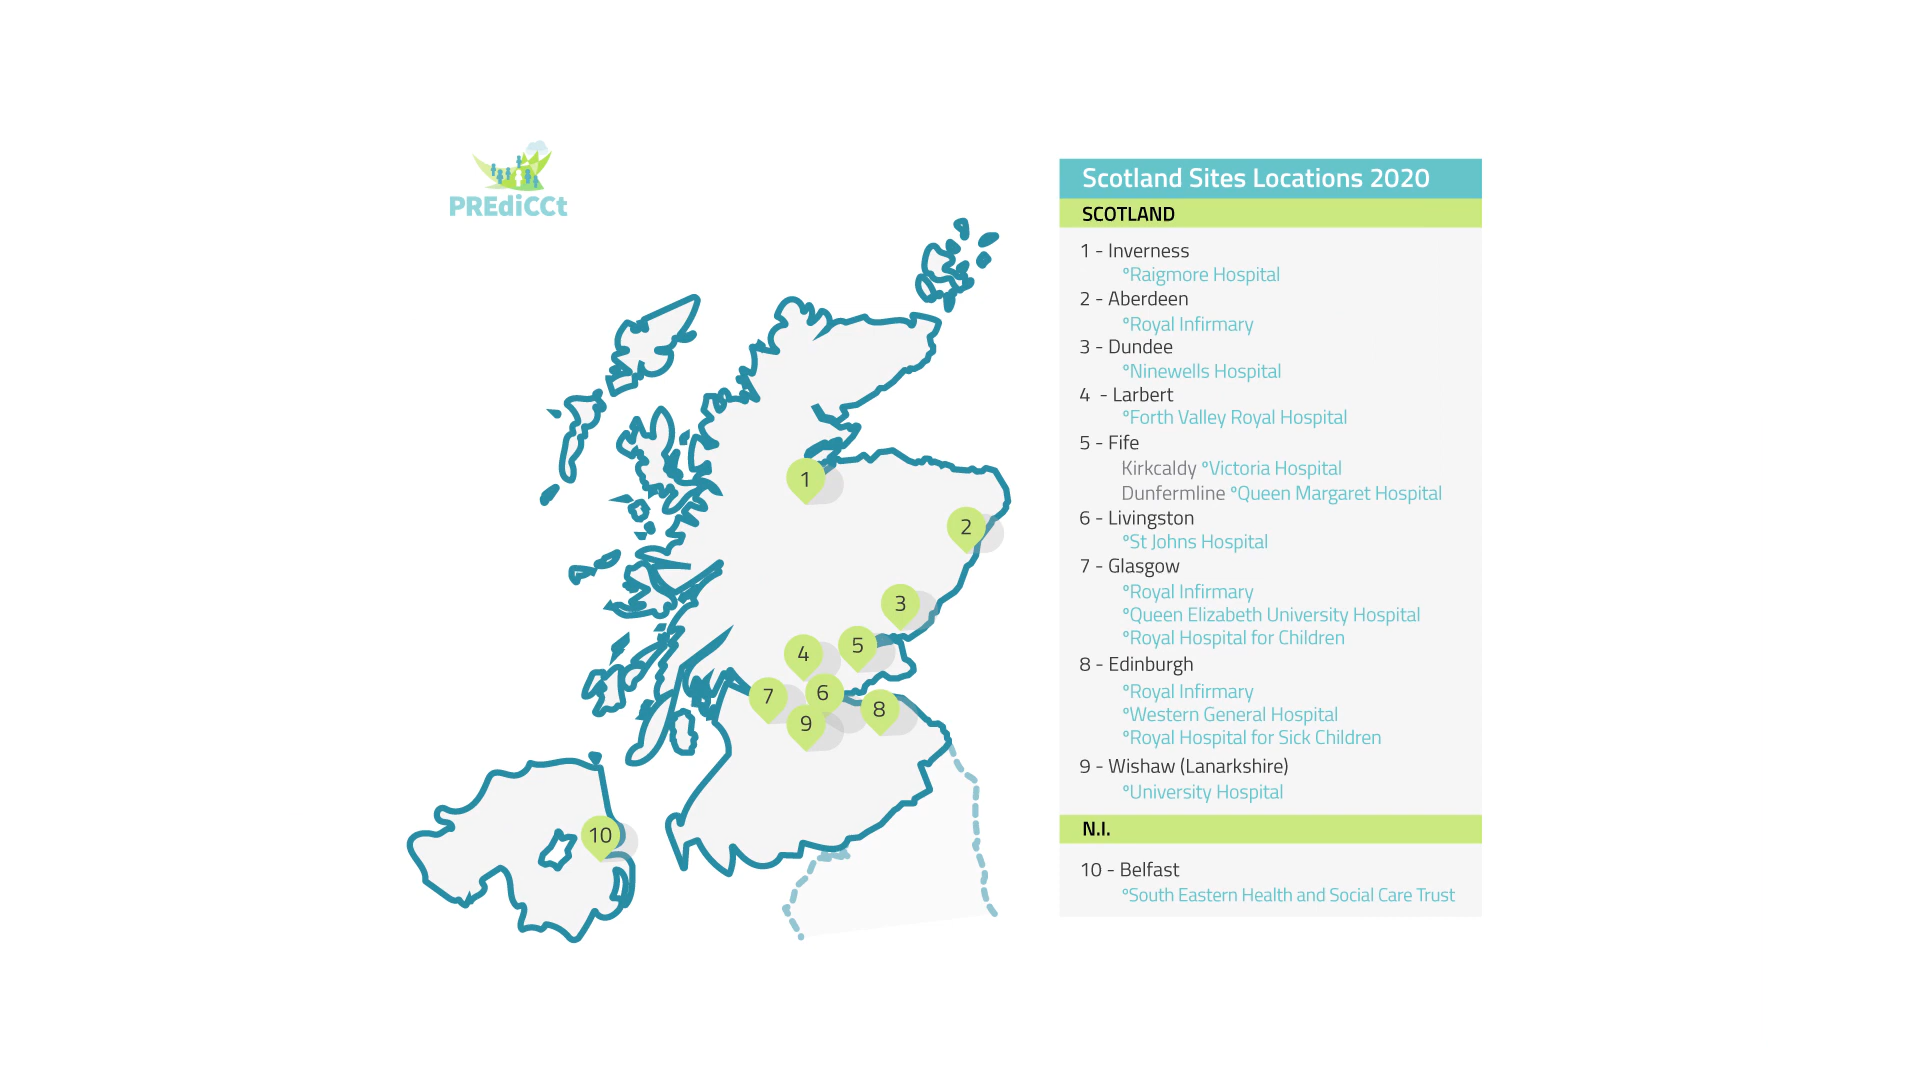 PREdiCCt
Scotland Sites Locations 2020
SCOTLAND
1 - Inverness
°Raigmore Hospital
2 - Aberdeen
°Royal Infirmary
3 - Dundee
°Ninewells Hospital
4 - Larbert
°Forth Valley Royal Hospital
5 - Fife
Kirkcaldy °Victoria Hospital
Dunfermline °Queen Margaret Hospital
6 - Livingston
°St Johns Hospital
7 - Glasgow
°Royal Infirmary
°Queen Elizabeth University Hospital
°Royal Hospital for Children
8 - Edinburgh
°Royal Infirmary
°Western General Hospital
°Royal Hospital for Sick Children
9 - Wishaw (Lanarkshire)
°University Hospital
N.I.
10 - Belfast
°South Eastern Health and Social Care Trust
1
2
3
4
5
6
7
8
9
10